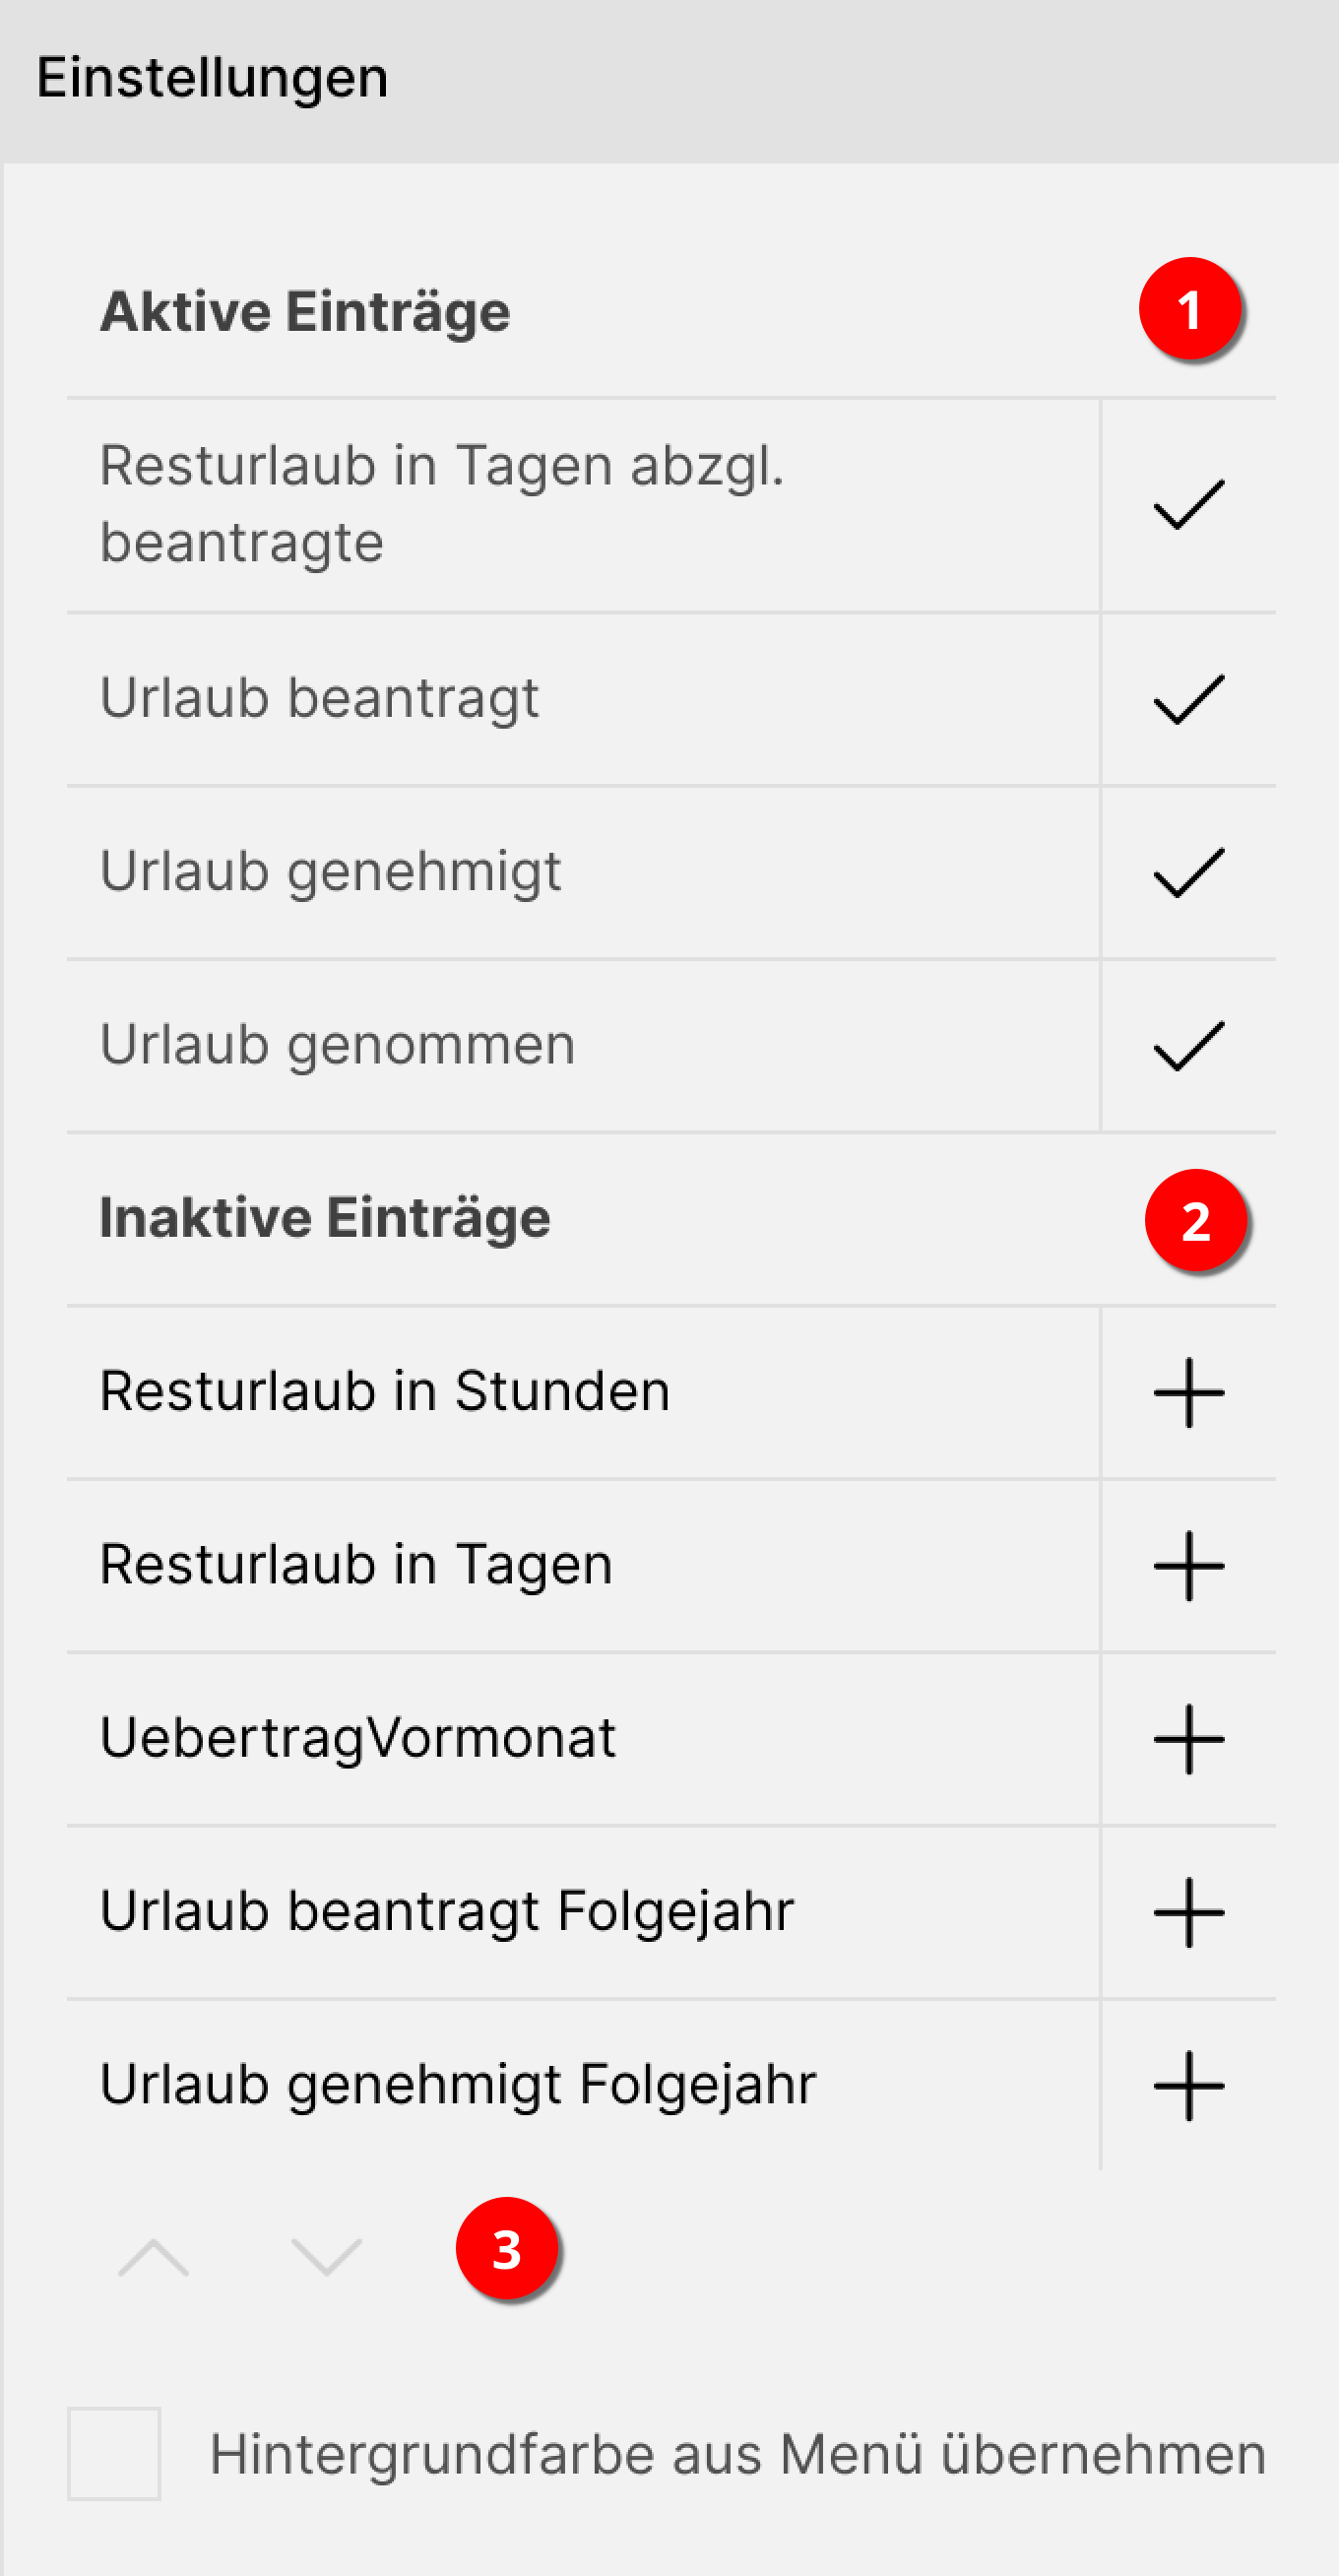 Einstellungen
Aktive Einträge 1
Resturlaub in Tagen abzgl.
beantragte
Urlaub beantragt
Urlaub genehmigt
Urlaub genommen
Inaktive Einträge 2
Resturlaub in Stunden
Resturlaub in Tagen
UebertragVormonat
Urlaub beantragt Folgejahr
Urlaub genehmigt Folgejahr
3
Hintergrundfarbe aus Menü übernehmen